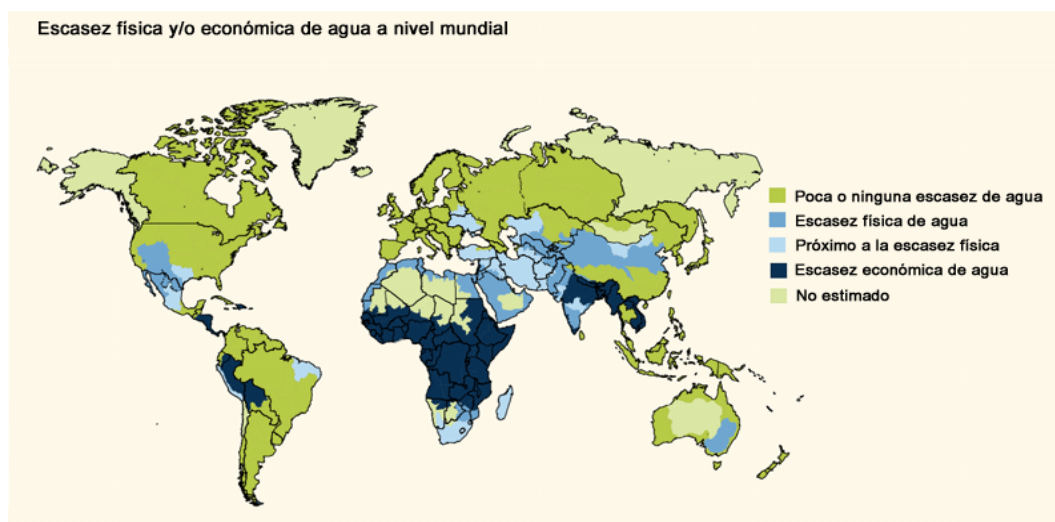 Escasez física y/o económica de agua a nivel mundial
Poca o ninguna escasez de agua
Escasez física de agua
Próximo a la escasez física
Escasez económica de agua
No estimado